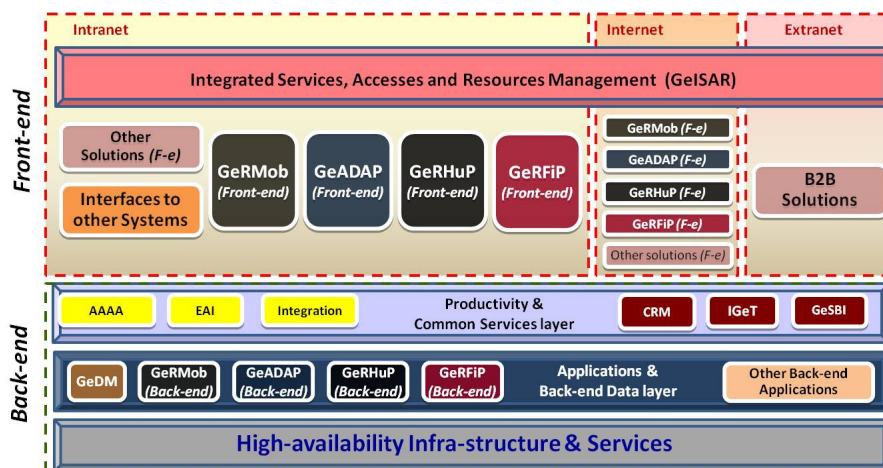 Intranet
Internet
Extranet
Integrated Services, Accesses and Resources Management (GeISAR)
Front-end
Other
Solutions (F-e)
Interfaces to
other Systems
GeRMob
(Front-end)
GeADAP
(Front-end)
GeRHuP
(Front-end)
GeRFiP
(Front-end)
GeRMob (F-e)
GeADAP (F-e)
GeRHuP (F-e)
GeRFiP (F-e)
Other solutions (F-e)
B2B
Solutions
Back-end
AAAA
EAI
Integration
Productivity &
Common Services layer
CRM
IGeT
GeSBI
GeDM
GeRMob
(Back-end)
GeADAP
(Back-end)
GeRHuP
(Back-end)
GeRFiP
(Back-end)
Applications &
Back-end Data layer
Other Back-end
Applications
High-availability Infra-structure & Services